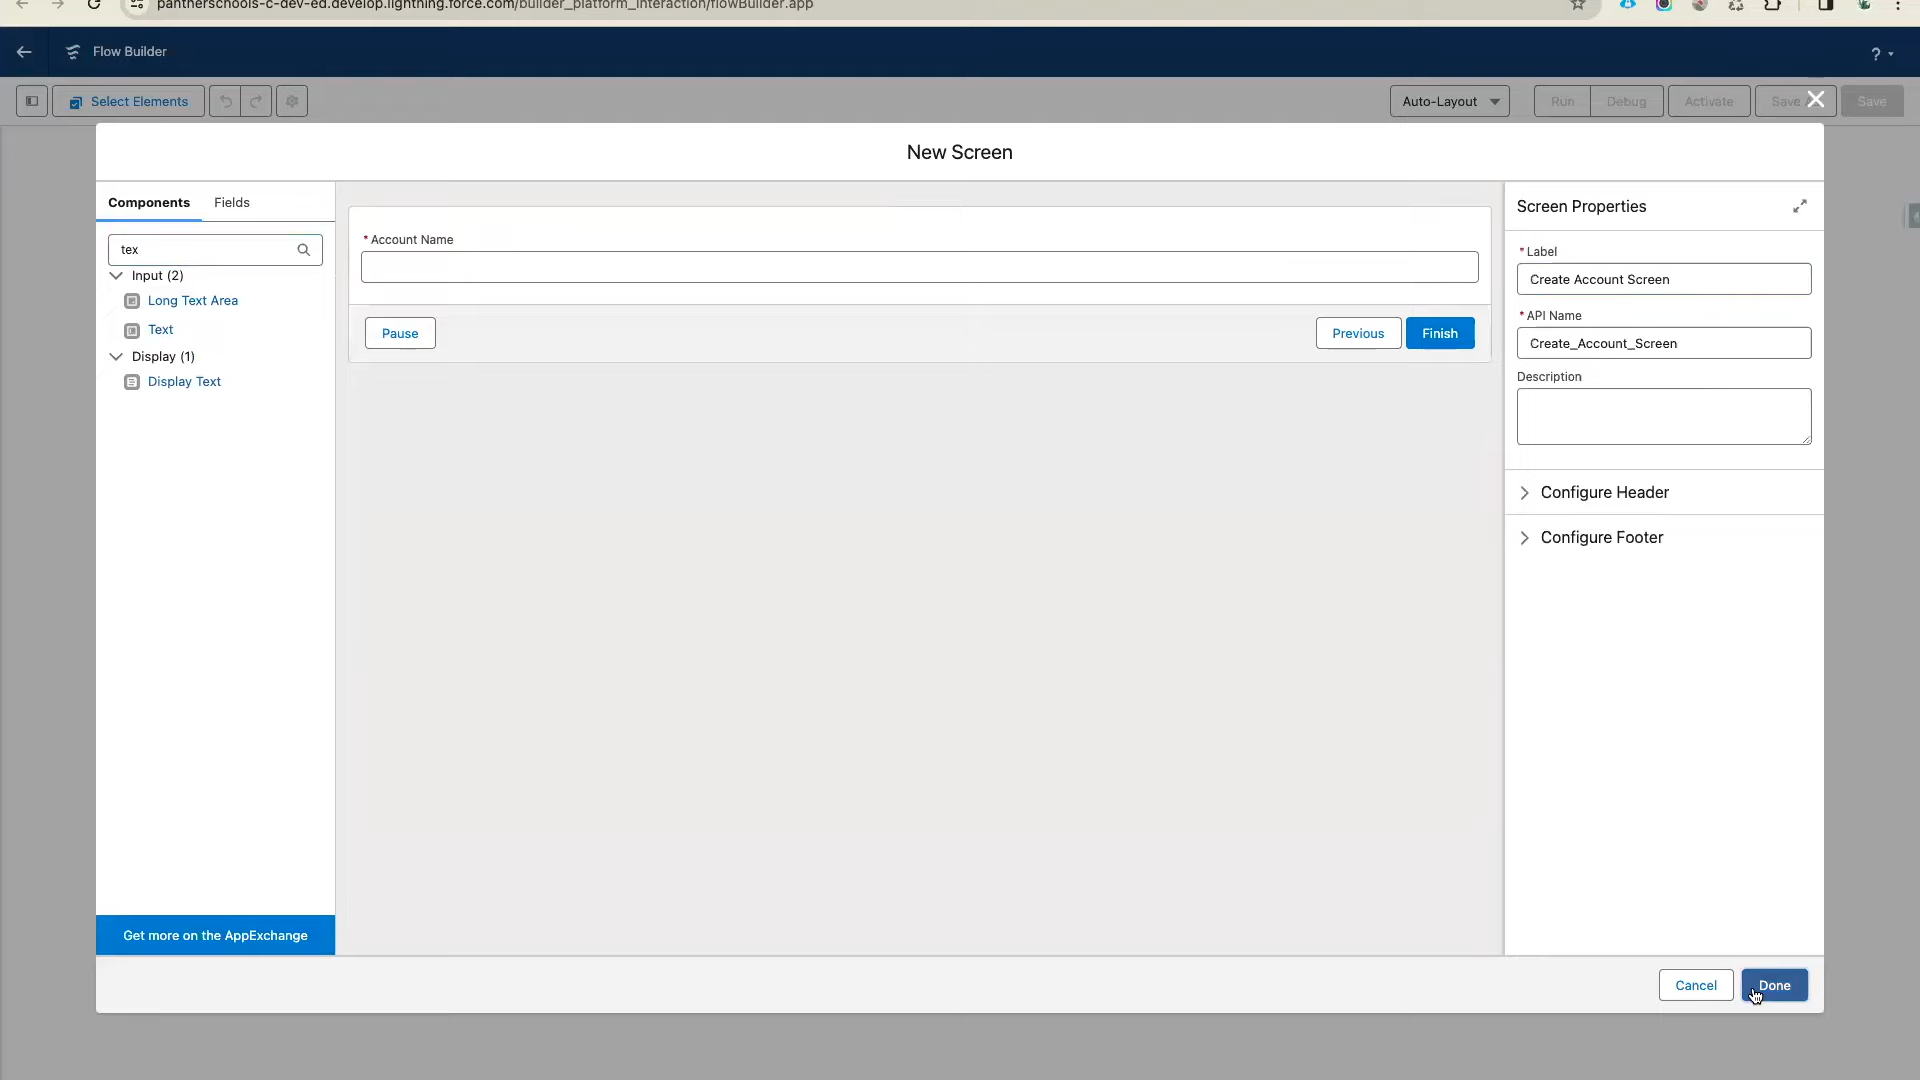 pantherschools-c-dev-ed.develop.lightning.force.com/builder_platform_interaction/flowBuilder.app
Flow Builder
?
Select Elements
Auto-Layout
Run
Debug
Activate
Save
Save
New Screen
Components
Fields
tex
Input (2)
Long Text Area
Text
Display (1)
Display Text
Get more on the AppExchange
* Account Name
Pause
Previous
Finish
Screen Properties
* Label
Create Account Screen
* API Name
Create_Account_Screen
Description
Configure Header
Configure Footer
Cancel
Done